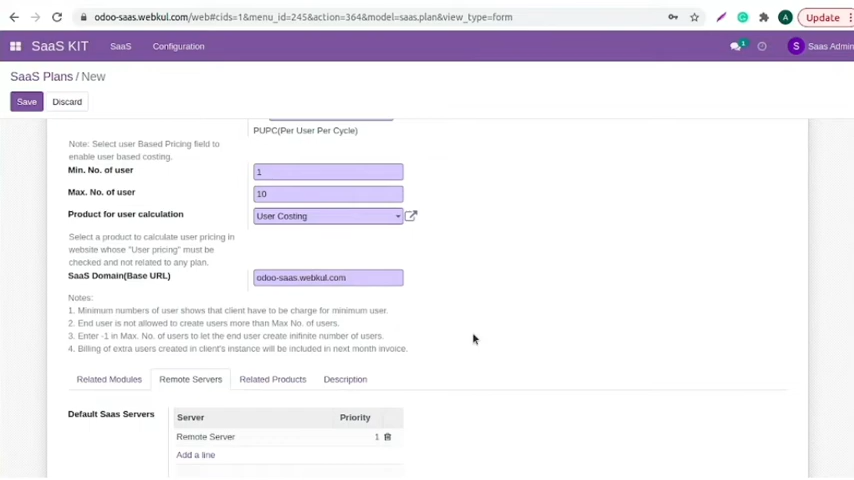 odoo-saas.webkul.com/web#cids=1&menu_id=245&action=364&model=saas.plan&view_type=form
A
Update
SaaS KIT
SaaS
Configuration
1
S
Saas Admin
SaaS Plans / New
Save
Discard
PUPC(Per User Per Cycle)
Note: Select user Based Pricing field to
enable user based costing.
Min. No. of user
1
Max. No. of user
10
Product for user calculation
User Costing
Select a product to calculate user pricing in
website whose "User pricing" must be
checked and not related to any plan.
SaaS Domain(Base URL)
odoo-saas.webkul.com
Notes:
1. Minimum numbers of user shows that client have to be charge for minimum user.
2. End user is not allowed to create users more than Max No. of users.
3. Enter -1 in Max. No. of users to let the end user create inifinite number of users.
4. Billing of extra users created in client's instance will be included in next month invoice.
Related Modules
Remote Servers
Related Products
Description
Default Saas Servers
Server
Priority
Remote Server
1
Add a line